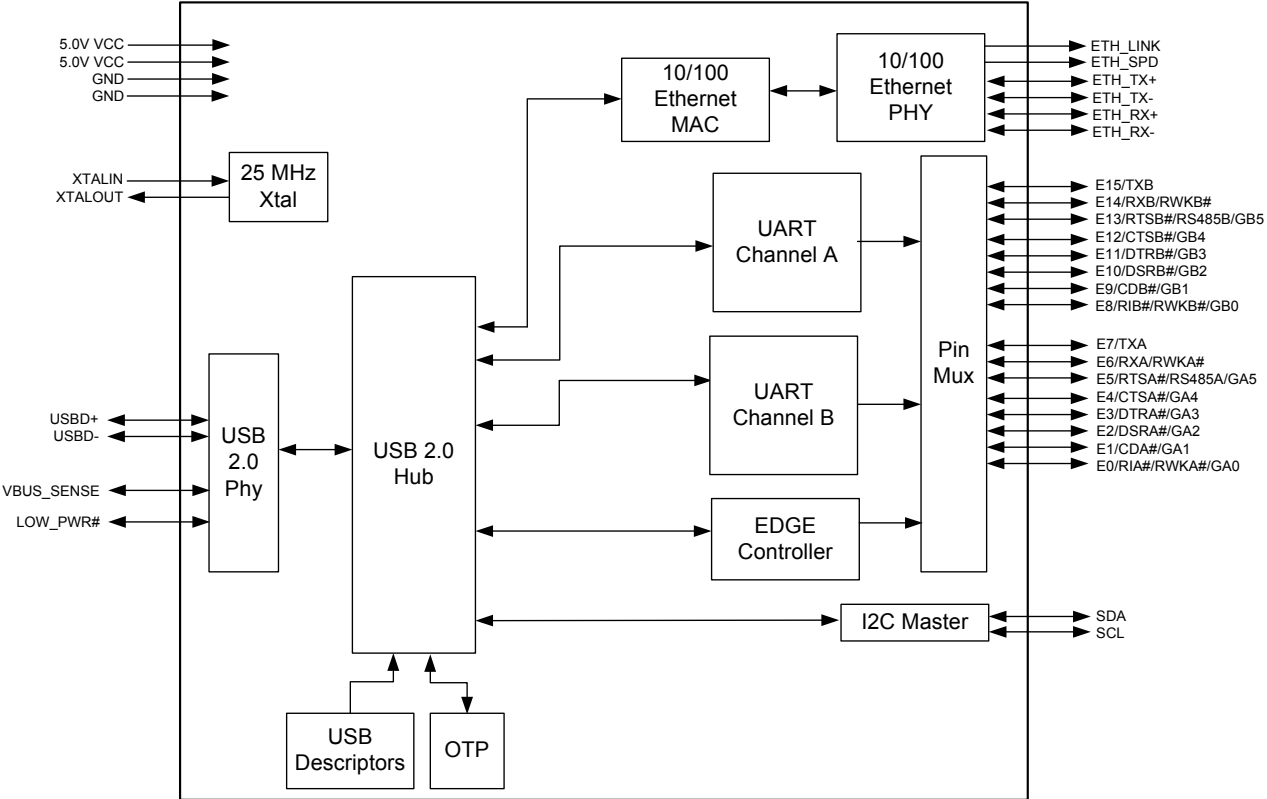 5.0V VCC
5.0V VCC
GND
GND
XTALIN
XTALOUT
25 MHz
Xtal
USBD+
USBD-
VBUS_SENSE
LOW_PWR#
USB
2.0
Phy
USB 2.0
Hub
USB
Descriptors
OTP
10/100
Ethernet
MAC
10/100
Ethernet
PHY
UART
Channel A
UART
Channel B
EDGE
Controller
I2C Master
Pin
Mux
ETH_LINK
ETH_SPD
ETH_TX+
ETH_TX-
ETH_RX+
ETH_RX-
E15/TXB
E14/RXB/RWKB#
E13/RTSB#/RS485B/GB5
E12/CTSB#/GB4
E11/DTRB#/GB3
E10/DSRB#/GB2
E9/CDB#/GB1
E8/RIB#/RWKB#/GB0
E7/TXA
E6/RXA/RWKA#
E5/RTSA#/RS485A/GA5
E4/CTSA#/GA4
E3/DTRA#/GA3
E2/DSRA#/GA2
E1/CDA#/GA1
E0/RIA#/RWKA#/GA0
SDA
SCL